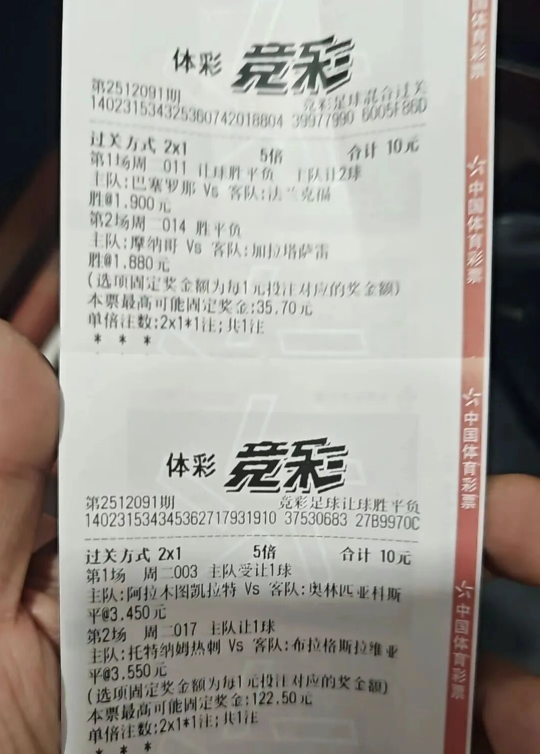 体彩 竞彩
第2512091期 竞彩足球混合过关
140231534325360742018804 39977990 6005F86D
过关方式 2x1 5倍 合计 10元
第1场周二011 让球胜平负 主队让2球
主队:巴塞罗那 Vs 客队:法兰克福
胜@1.900元
第2场周二014 胜平负
主队:摩纳哥 Vs 客队:加拉塔萨雷
胜@1.880元
(选项固定奖金额为每1元投注对应的奖金额)
本票最高可能固定奖金:35.70元
单倍注数:2x1*1注;共1注
* * *
体彩 竞彩
第2512091期 竞彩足球让球胜平负
140231534345362717931910 37530683 27B9970C
过关方式 2x1 5倍 合计 10元
第1场 周二003 主队受让1球
主队:阿拉木图凯拉特 Vs 客队:奥林匹亚科斯
平@3.450元
第2场 周二017 主队让1球
主队:托特纳姆热刺 Vs 客队:布拉格斯拉维亚
平@3.550元
(选项固定奖金额为每1元投注对应的奖金额)
本票最高可能固定奖金:122.50元
单倍注数:2x1*1注;共1注
* * *
国体育彩票
中国体育彩票
中国体育彩票
中国体育彩票